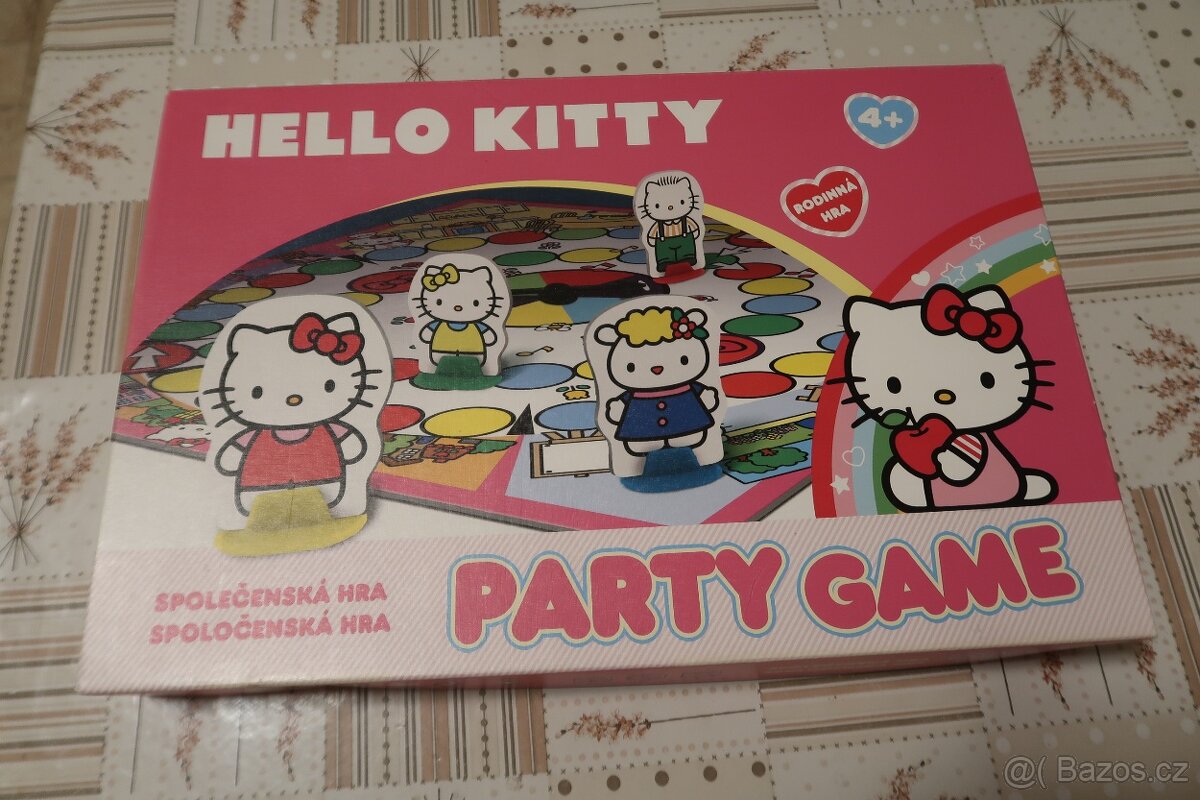 HELLO KITTY
4+
RODINNÁ
HRA
SPOLEČENSKÁ HRA
SPOLOČENSKÁ HRA
PARTY GAME
@( Bazos.cz